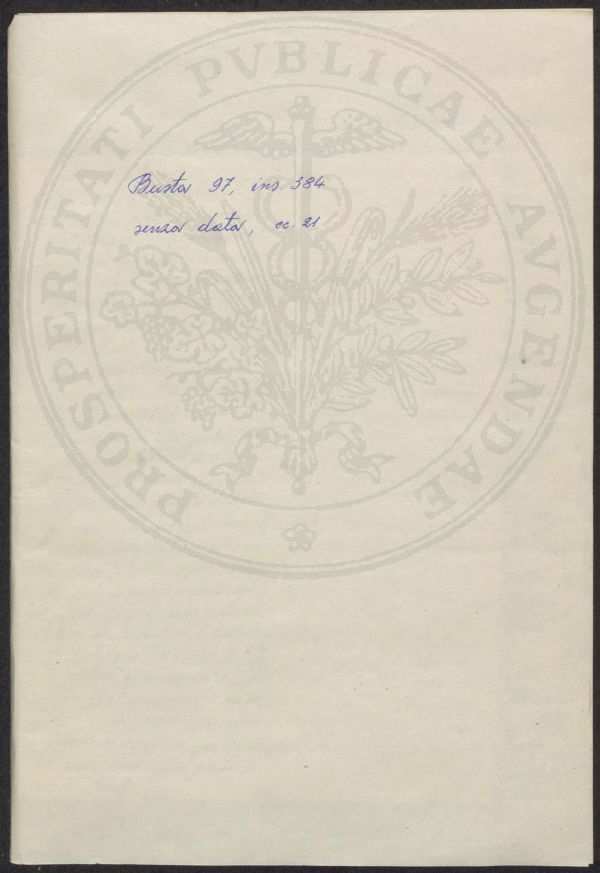 PROSPERITATI PVBLICAE AVGENDAE
Busta 97, ins. 384
senza data, cc. 21